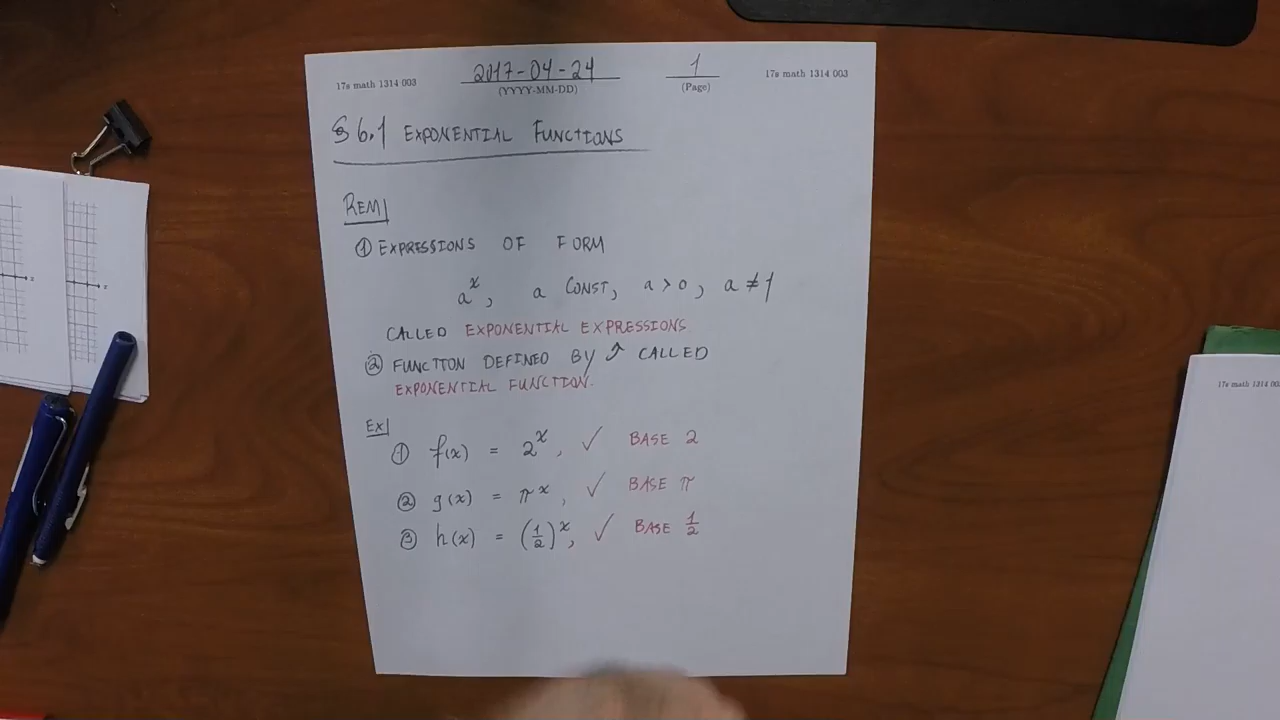 17s math 1314 003 2017-04-24 1 17s math 1314 003
(YYYY-MM-DD) (Page)
§ 6.1 EXPONENTIAL FUNCTIONS
REM
① EXPRESSIONS OF FORM
a^x, a CONST, a > 0, a ≠ 1
CALLED EXPONENTIAL EXPRESSIONS
② FUNCTION DEFINED BY ⤴ CALLED
EXPONENTIAL FUNCTION.
EX
① f(x) = 2^x, ✓ BASE 2
② g(x) = π^x, ✓ BASE π
③ h(x) = (1/2)^x, ✓ BASE 1/2
x
x
17s math 1314